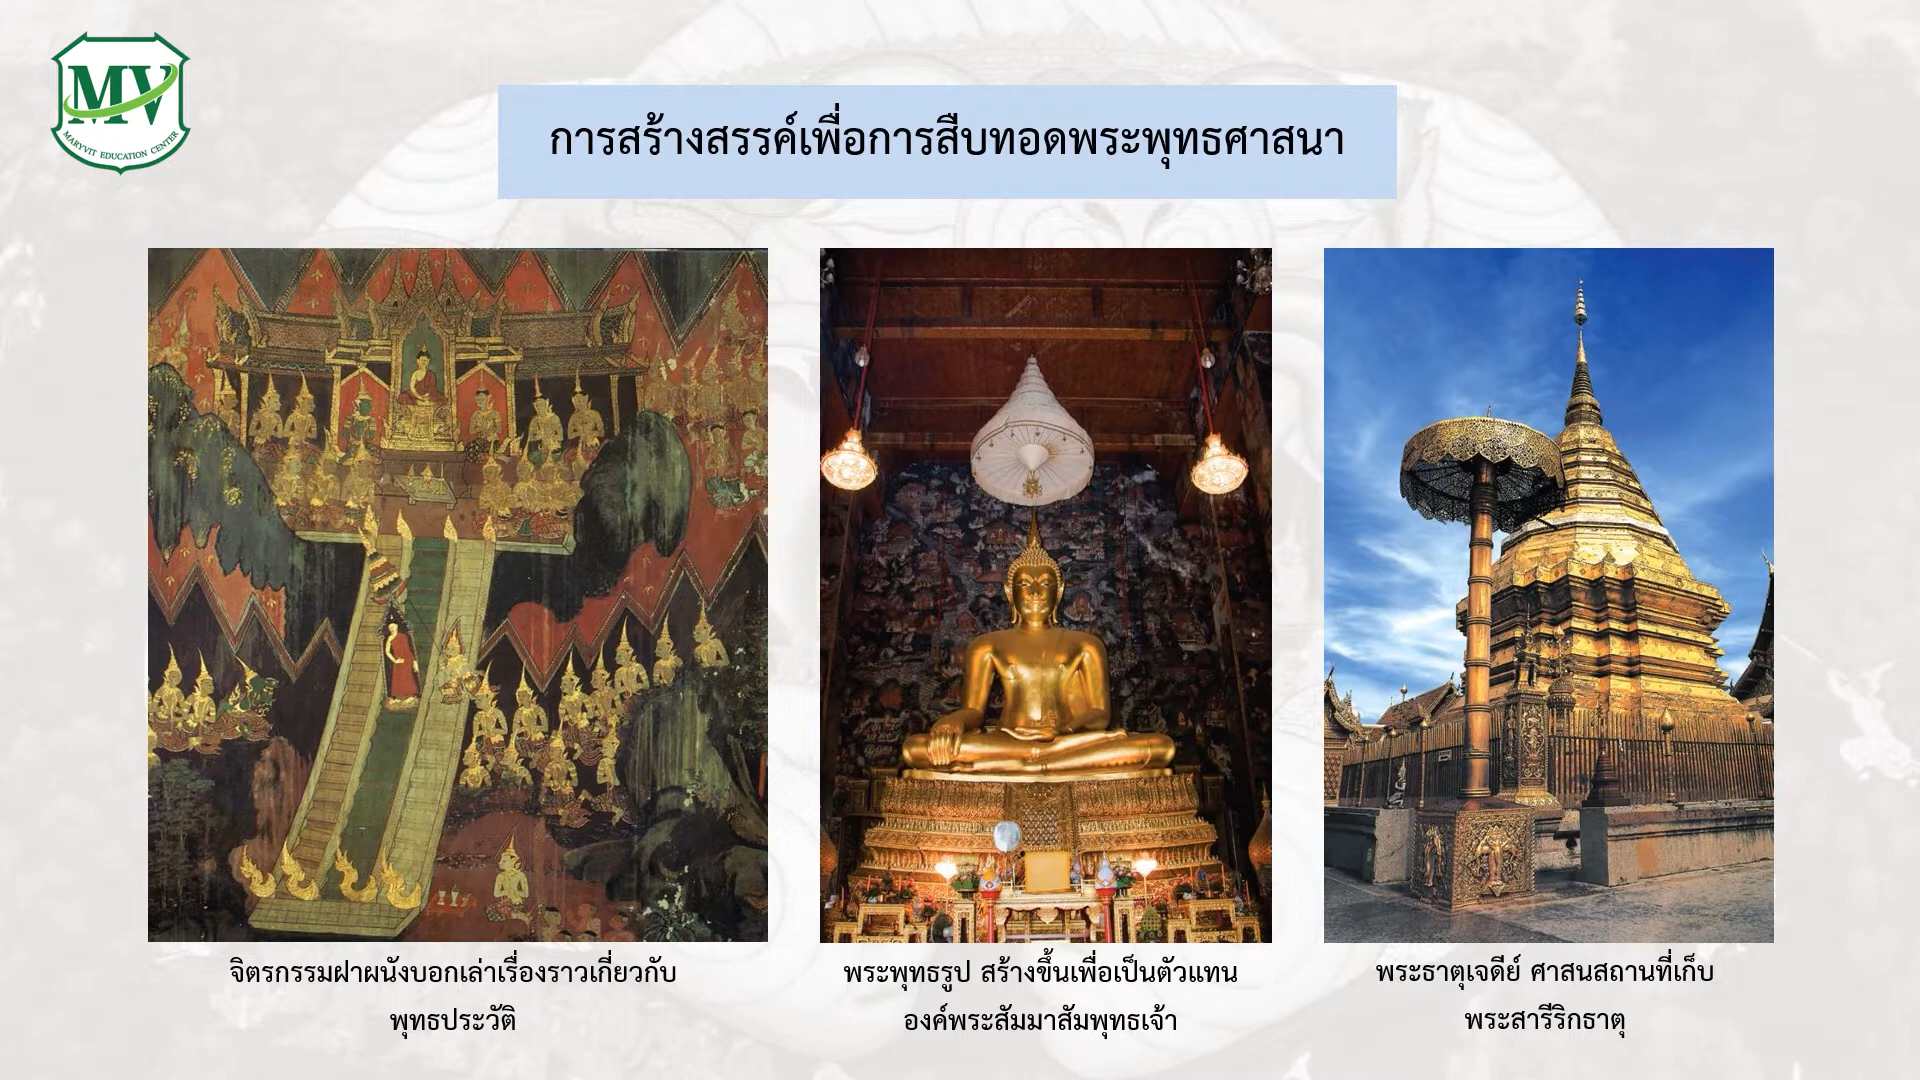 MV
MARYVIT EDUCATION CENTER
การสร้างสรรค์เพื่อการสืบทอดพระพุทธศาสนา
จิตรกรรมฝาผนังบอกเล่าเรื่องราวเกี่ยวกับ
พุทธประวัติ
พระพุทธรูป สร้างขึ้นเพื่อเป็นตัวแทน
องค์พระสัมมาสัมพุทธเจ้า
พระธาตุเจดีย์ ศาสนสถานที่เก็บ
พระสารีริกธาตุ